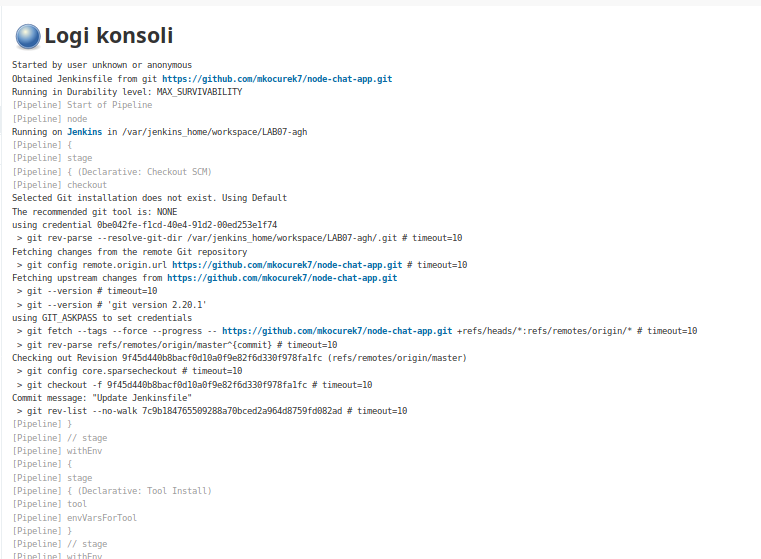 Logi konsoli
Started by user unknown or anonymous
Obtained Jenkinsfile from git https://github.com/mkocurek7/node-chat-app.git
Running in Durability level: MAX_SURVIVABILITY
[Pipeline] Start of Pipeline
[Pipeline] node
Running on Jenkins in /var/jenkins_home/workspace/LAB07-agh
[Pipeline] {
[Pipeline] stage
[Pipeline] { (Declarative: Checkout SCM)
[Pipeline] checkout
Selected Git installation does not exist. Using Default
The recommended git tool is: NONE
using credential 0be042fe-f1cd-40e4-91d2-00ed253e1f74
> git rev-parse --resolve-git-dir /var/jenkins_home/workspace/LAB07-agh/.git # timeout=10
Fetching changes from the remote Git repository
> git config remote.origin.url https://github.com/mkocurek7/node-chat-app.git # timeout=10
Fetching upstream changes from https://github.com/mkocurek7/node-chat-app.git
> git --version # timeout=10
> git --version # 'git version 2.20.1'
using GIT_ASKPASS to set credentials
> git fetch --tags --force --progress -- https://github.com/mkocurek7/node-chat-app.git +refs/heads/*:refs/remotes/origin/* # timeout=10
> git rev-parse refs/remotes/origin/master^{commit} # timeout=10
Checking out Revision 9f45d440b8bacf0d10a0f9e82f6d330f978fa1fc (refs/remotes/origin/master)
> git config core.sparsecheckout # timeout=10
> git checkout -f 9f45d440b8bacf0d10a0f9e82f6d330f978fa1fc # timeout=10
Commit message: "Update Jenkinsfile"
> git rev-list --no-walk 7c9b184765509288a70bced2a964d8759fd082ad # timeout=10
[Pipeline] }
[Pipeline] // stage
[Pipeline] withEnv
[Pipeline] {
[Pipeline] stage
[Pipeline] { (Declarative: Tool Install)
[Pipeline] tool
[Pipeline] envVarsForTool
[Pipeline] }
[Pipeline] // stage
[Pipeline] withEnv